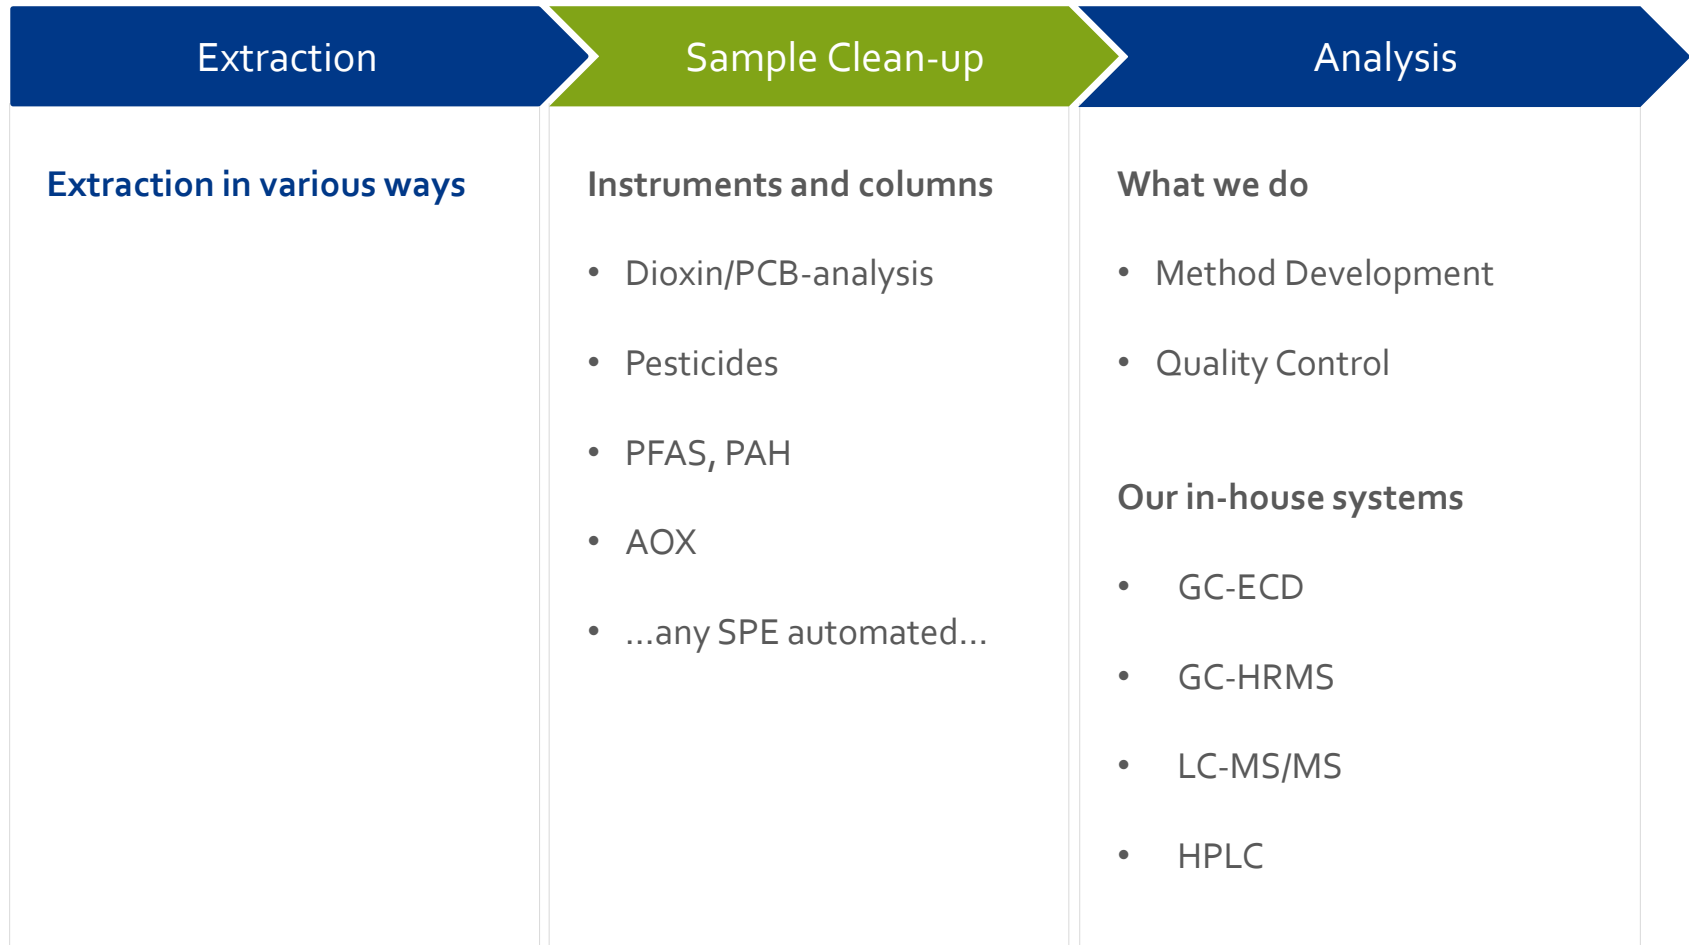 Extraction
Sample Clean-up
Analysis
Extraction in various ways
Instruments and columns
• Dioxin/PCB-analysis
• Pesticides
• PFAS, PAH
• AOX
• ...any SPE automated...
What we do
• Method Development
• Quality Control
Our in-house systems
• GC-ECD
• GC-HRMS
• LC-MS/MS
• HPLC